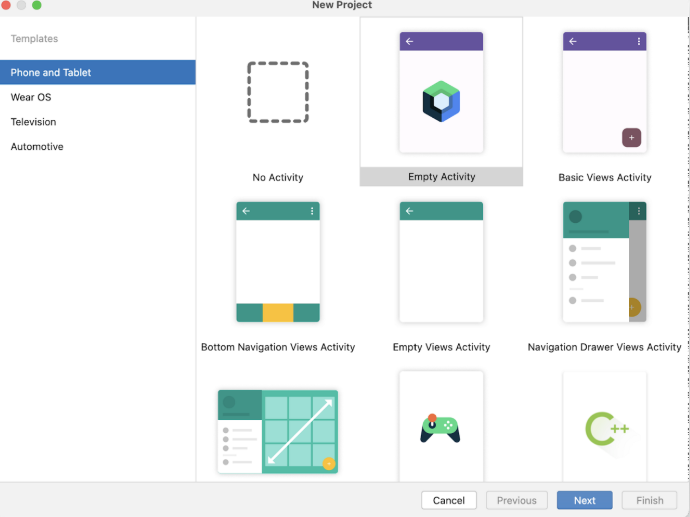 New Project
Templates
Phone and Tablet
Wear OS
Television
Automotive
No Activity
Empty Activity
Basic Views Activity
Bottom Navigation Views Activity
Empty Views Activity
Navigation Drawer Views Activity
C++
Cancel
Previous
Next
Finish